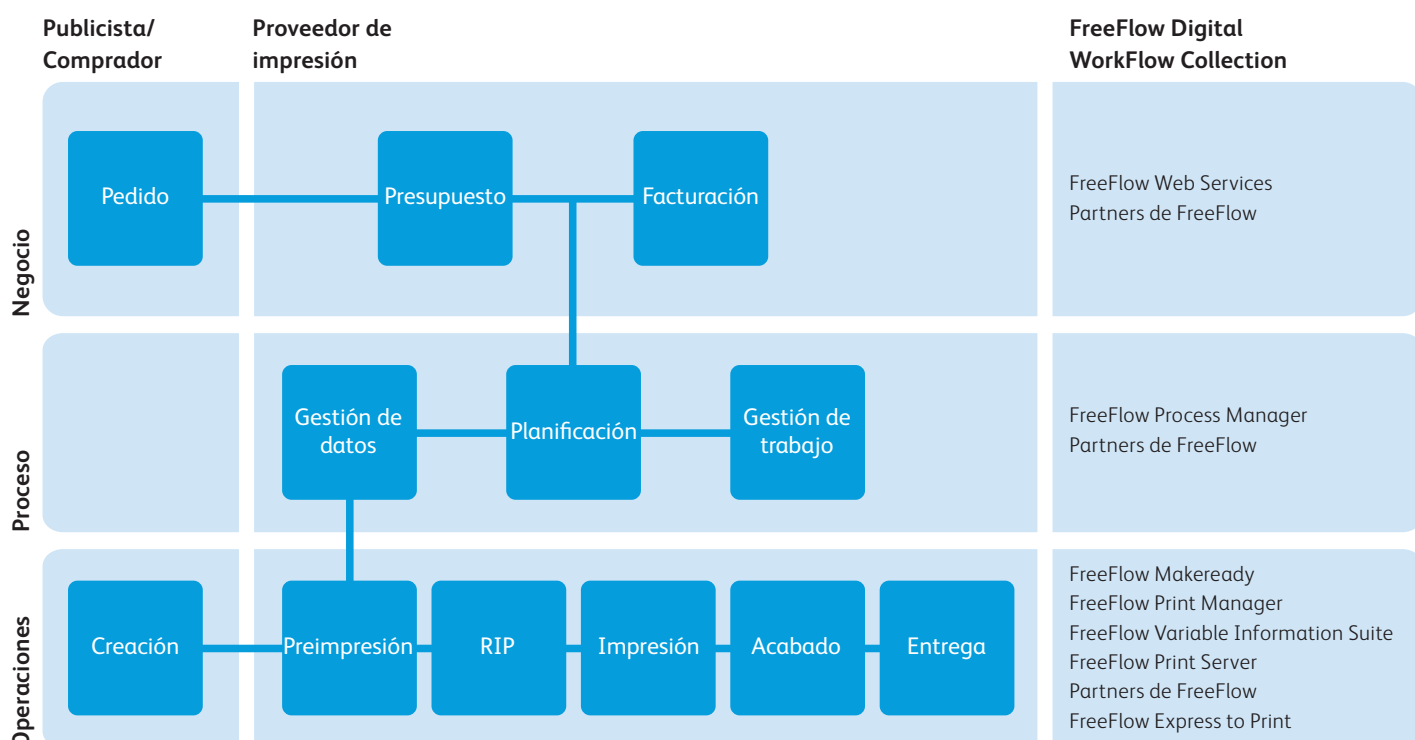 Publicista/
Comprador
Proveedor de
impresión
FreeFlow Digital
WorkFlow Collection
Negocio
Pedido
Presupuesto
Facturación
FreeFlow Web Services
Partners de FreeFlow
Proceso
Gestión de
datos
Planificación
Gestión de
trabajo
FreeFlow Process Manager
Partners de FreeFlow
Operaciones
Creación
Preimpresión
RIP
Impresión
Acabado
Entrega
FreeFlow Makeready
FreeFlow Print Manager
FreeFlow Variable Information Suite
FreeFlow Print Server
Partners de FreeFlow
FreeFlow Express to Print